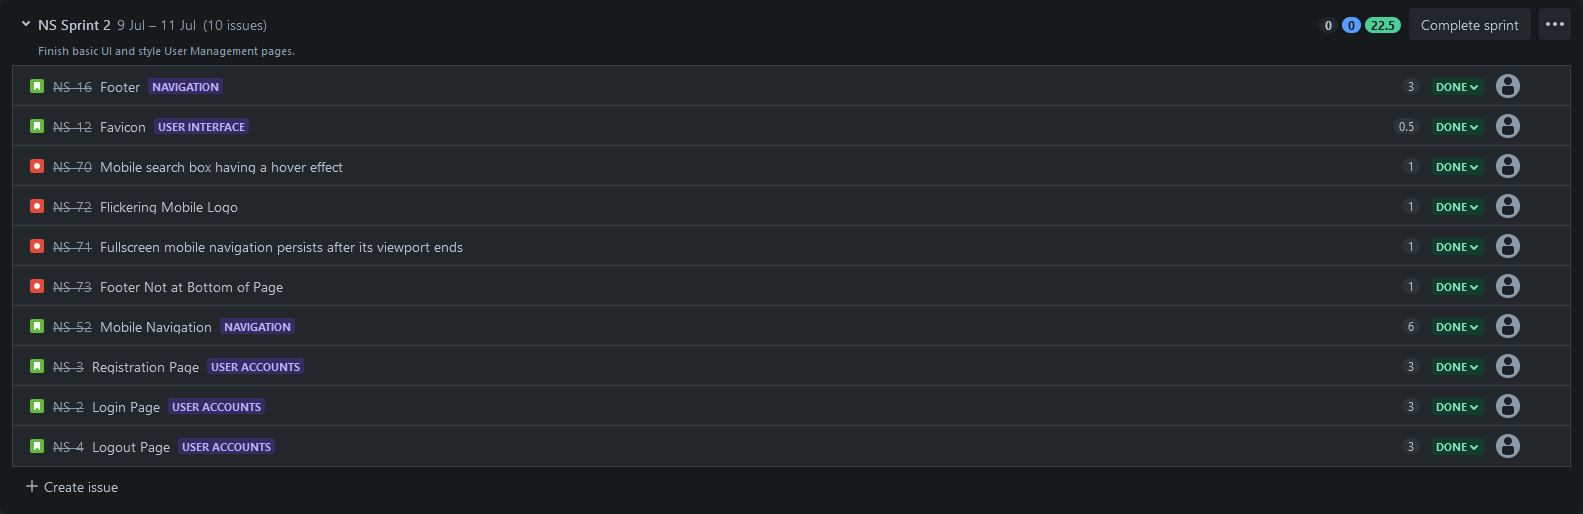 NS Sprint 2 9 Jul – 11 Jul (10 issues) 0 0 22.5 Complete sprint
Finish basic UI and style User Management pages.
NS-16 Footer NAVIGATION 3 DONE
NS-12 Favicon USER INTERFACE 0.5 DONE
NS-70 Mobile search box having a hover effect 1 DONE
NS-72 Flickering Mobile Logo 1 DONE
NS-71 Fullscreen mobile navigation persists after its viewport ends 1 DONE
NS-73 Footer Not at Bottom of Page 1 DONE
NS-52 Mobile Navigation NAVIGATION 6 DONE
NS-3 Registration Page USER ACCOUNTS 3 DONE
NS-2 Login Page USER ACCOUNTS 3 DONE
NS-4 Logout Page USER ACCOUNTS 3 DONE
+ Create issue